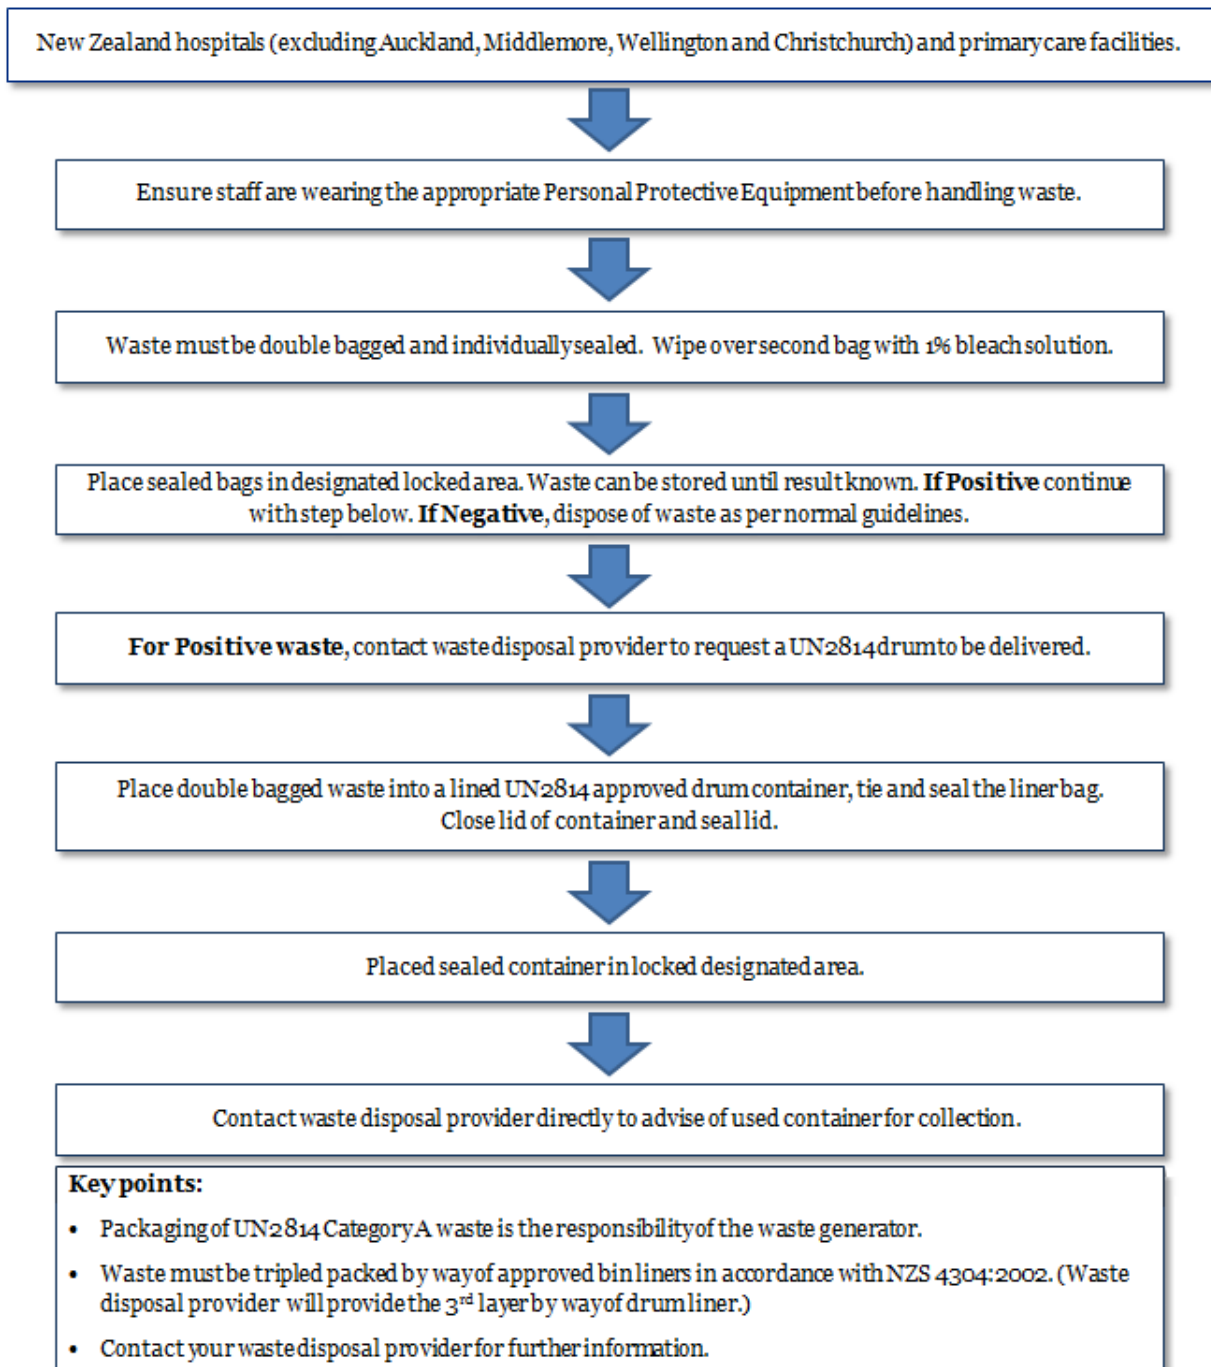 New Zealand hospitals (excluding Auckland, Middlemore, Wellington and Christchurch) and primary care facilities.
Ensure staff are wearing the appropriate Personal Protective Equipment before handling waste.
Waste must be double bagged and individually sealed. Wipe over second bag with 1% bleach solution.
Place sealed bags in designated locked area. Waste can be stored until result known. If Positive continue
with step below. If Negative, dispose of waste as per normal guidelines.
For Positive waste, contact waste disposal provider to request a UN2814 drum to be delivered.
Place double bagged waste into a lined UN2814 approved drum container, tie and seal the liner bag.
Close lid of container and seal lid.
Placed sealed container in locked designated area.
Contact waste disposal provider directly to advise of used container for collection.
Key points:
• Packaging of UN2814 Category A waste is the responsibility of the waste generator.
• Waste must be tripled packed by way of approved bin liners in accordance with NZS 4304:2002. (Waste
disposal provider will provide the 3rd layer by way of drum liner.)
• Contact your waste disposal provider for further information.